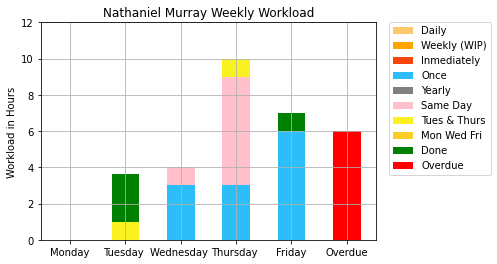 Nathaniel Murray Weekly Workload
Workload in Hours
12
10
8
6
4
2
0
Monday Tuesday Wednesday Thursday Friday Overdue
Daily
Weekly (WIP)
Inmediately
Once
Yearly
Same Day
Tues & Thurs
Mon Wed Fri
Done
Overdue